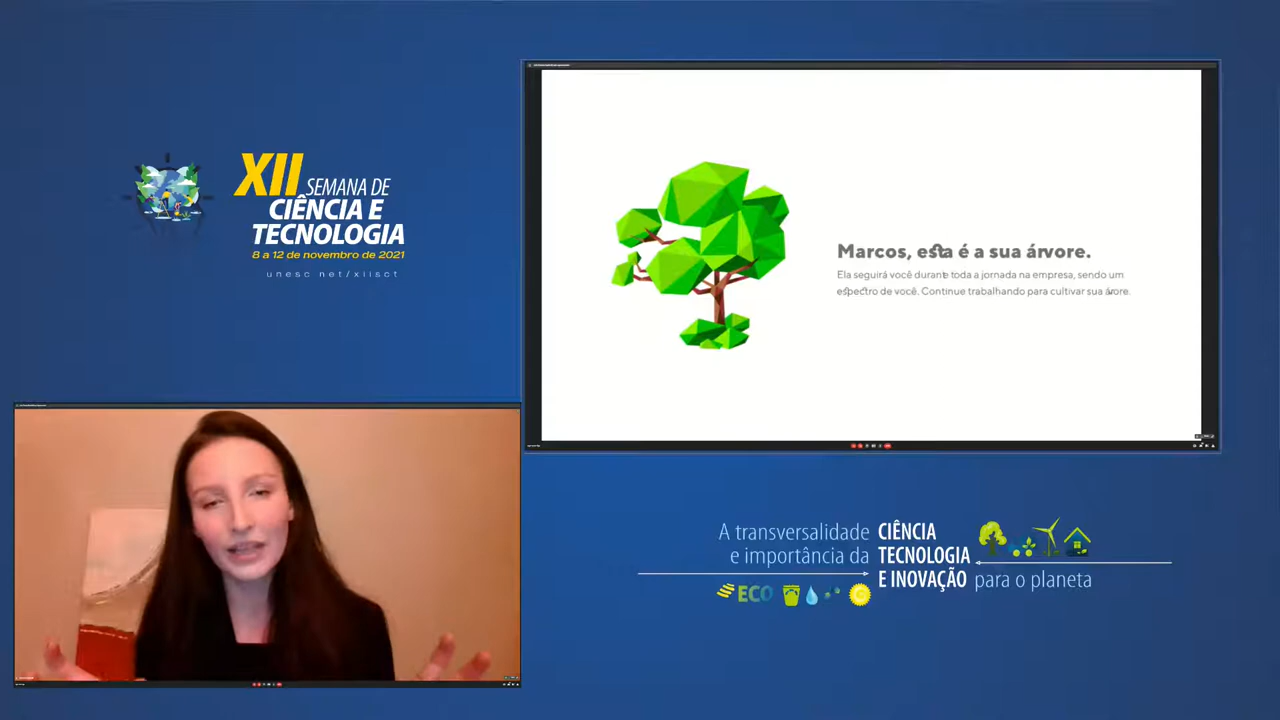 XII SEMANA DE
CIÊNCIA E
TECNOLOGIA
8 a 12 de novembro de 2021
unesc net/xiisct
Marcos, esta é a sua árvore.
Ela seguirá você durante toda a jornada na empresa, sendo um
espectro de você. Continue trabalhando para cultivar sua árvore.
A transversalidade
e importância da
CIÊNCIA
TECNOLOGIA
E INOVAÇÃO
para o planeta
ECO